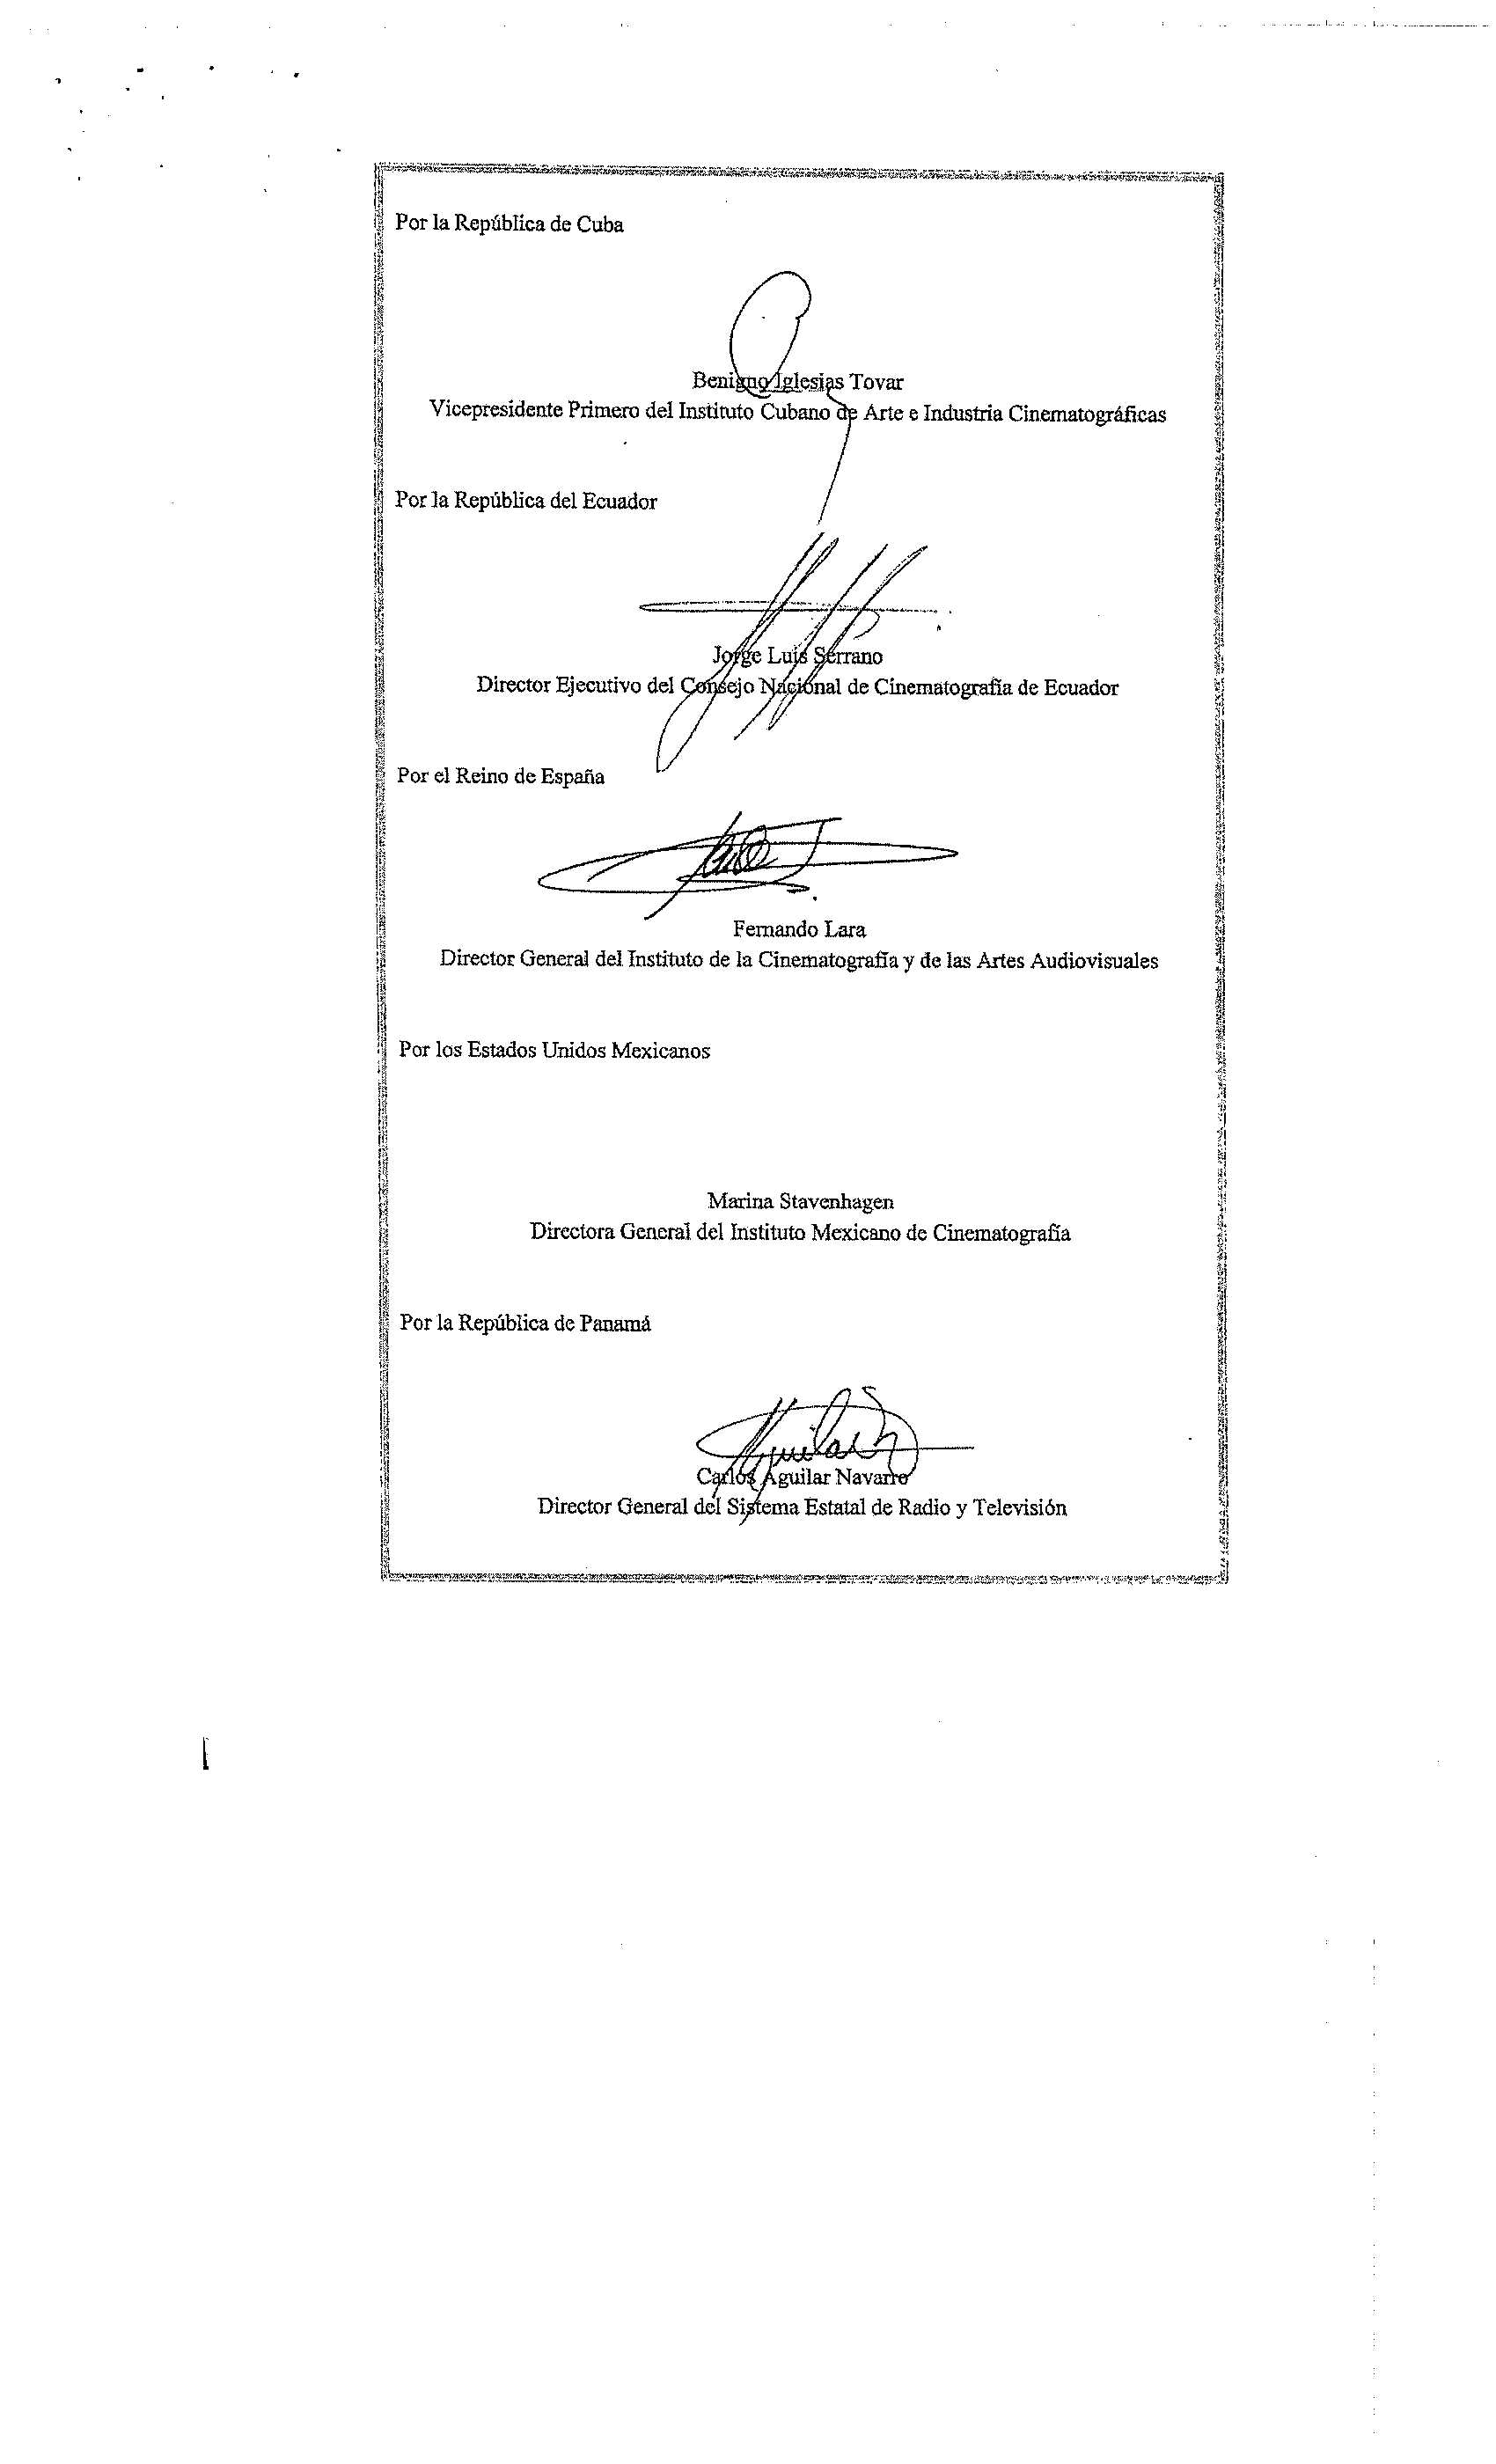 Por la República de Cuba
Benigno Iglesias Tovar
Vicepresidente Primero del Instituto Cubano de Arte e Industria Cinematográficas
Por la República del Ecuador
Jorge Luis Serrano
Director Ejecutivo del Consejo Nacional de Cinematografía de Ecuador
Por el Reino de España
Fernando Lara
Director General del Instituto de la Cinematografía y de las Artes Audiovisuales
Por los Estados Unidos Mexicanos
Marina Stavenhagen
Directora General del Instituto Mexicano de Cinematografía
Por la República de Panamá
Carlos Aguilar Navarro
Director General del Sistema Estatal de Radio y Televisión